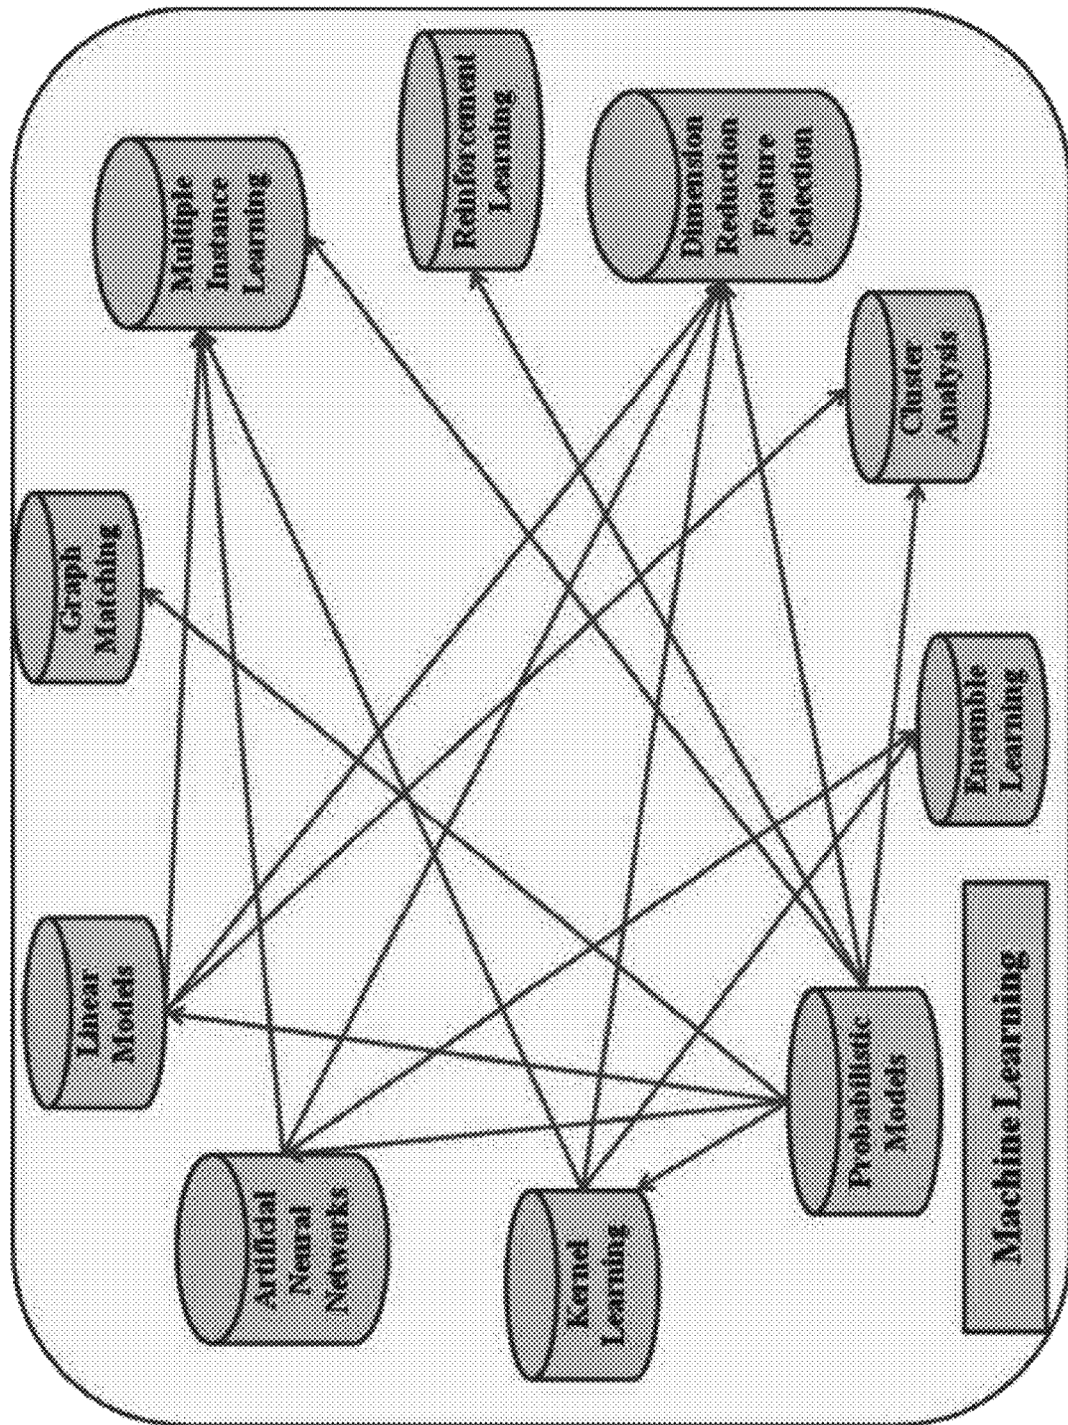 Linear
Models
Graph
Matching
Multiple
Instance
Learning
Artificial
Neural
Networks
Reinforcement
Learning
Kernel
Learning
Dimension
Reduction
Feature
Selection
Probabilistic
Models
Cluster
Analysis
Ensemble
Learning
Machine Learning